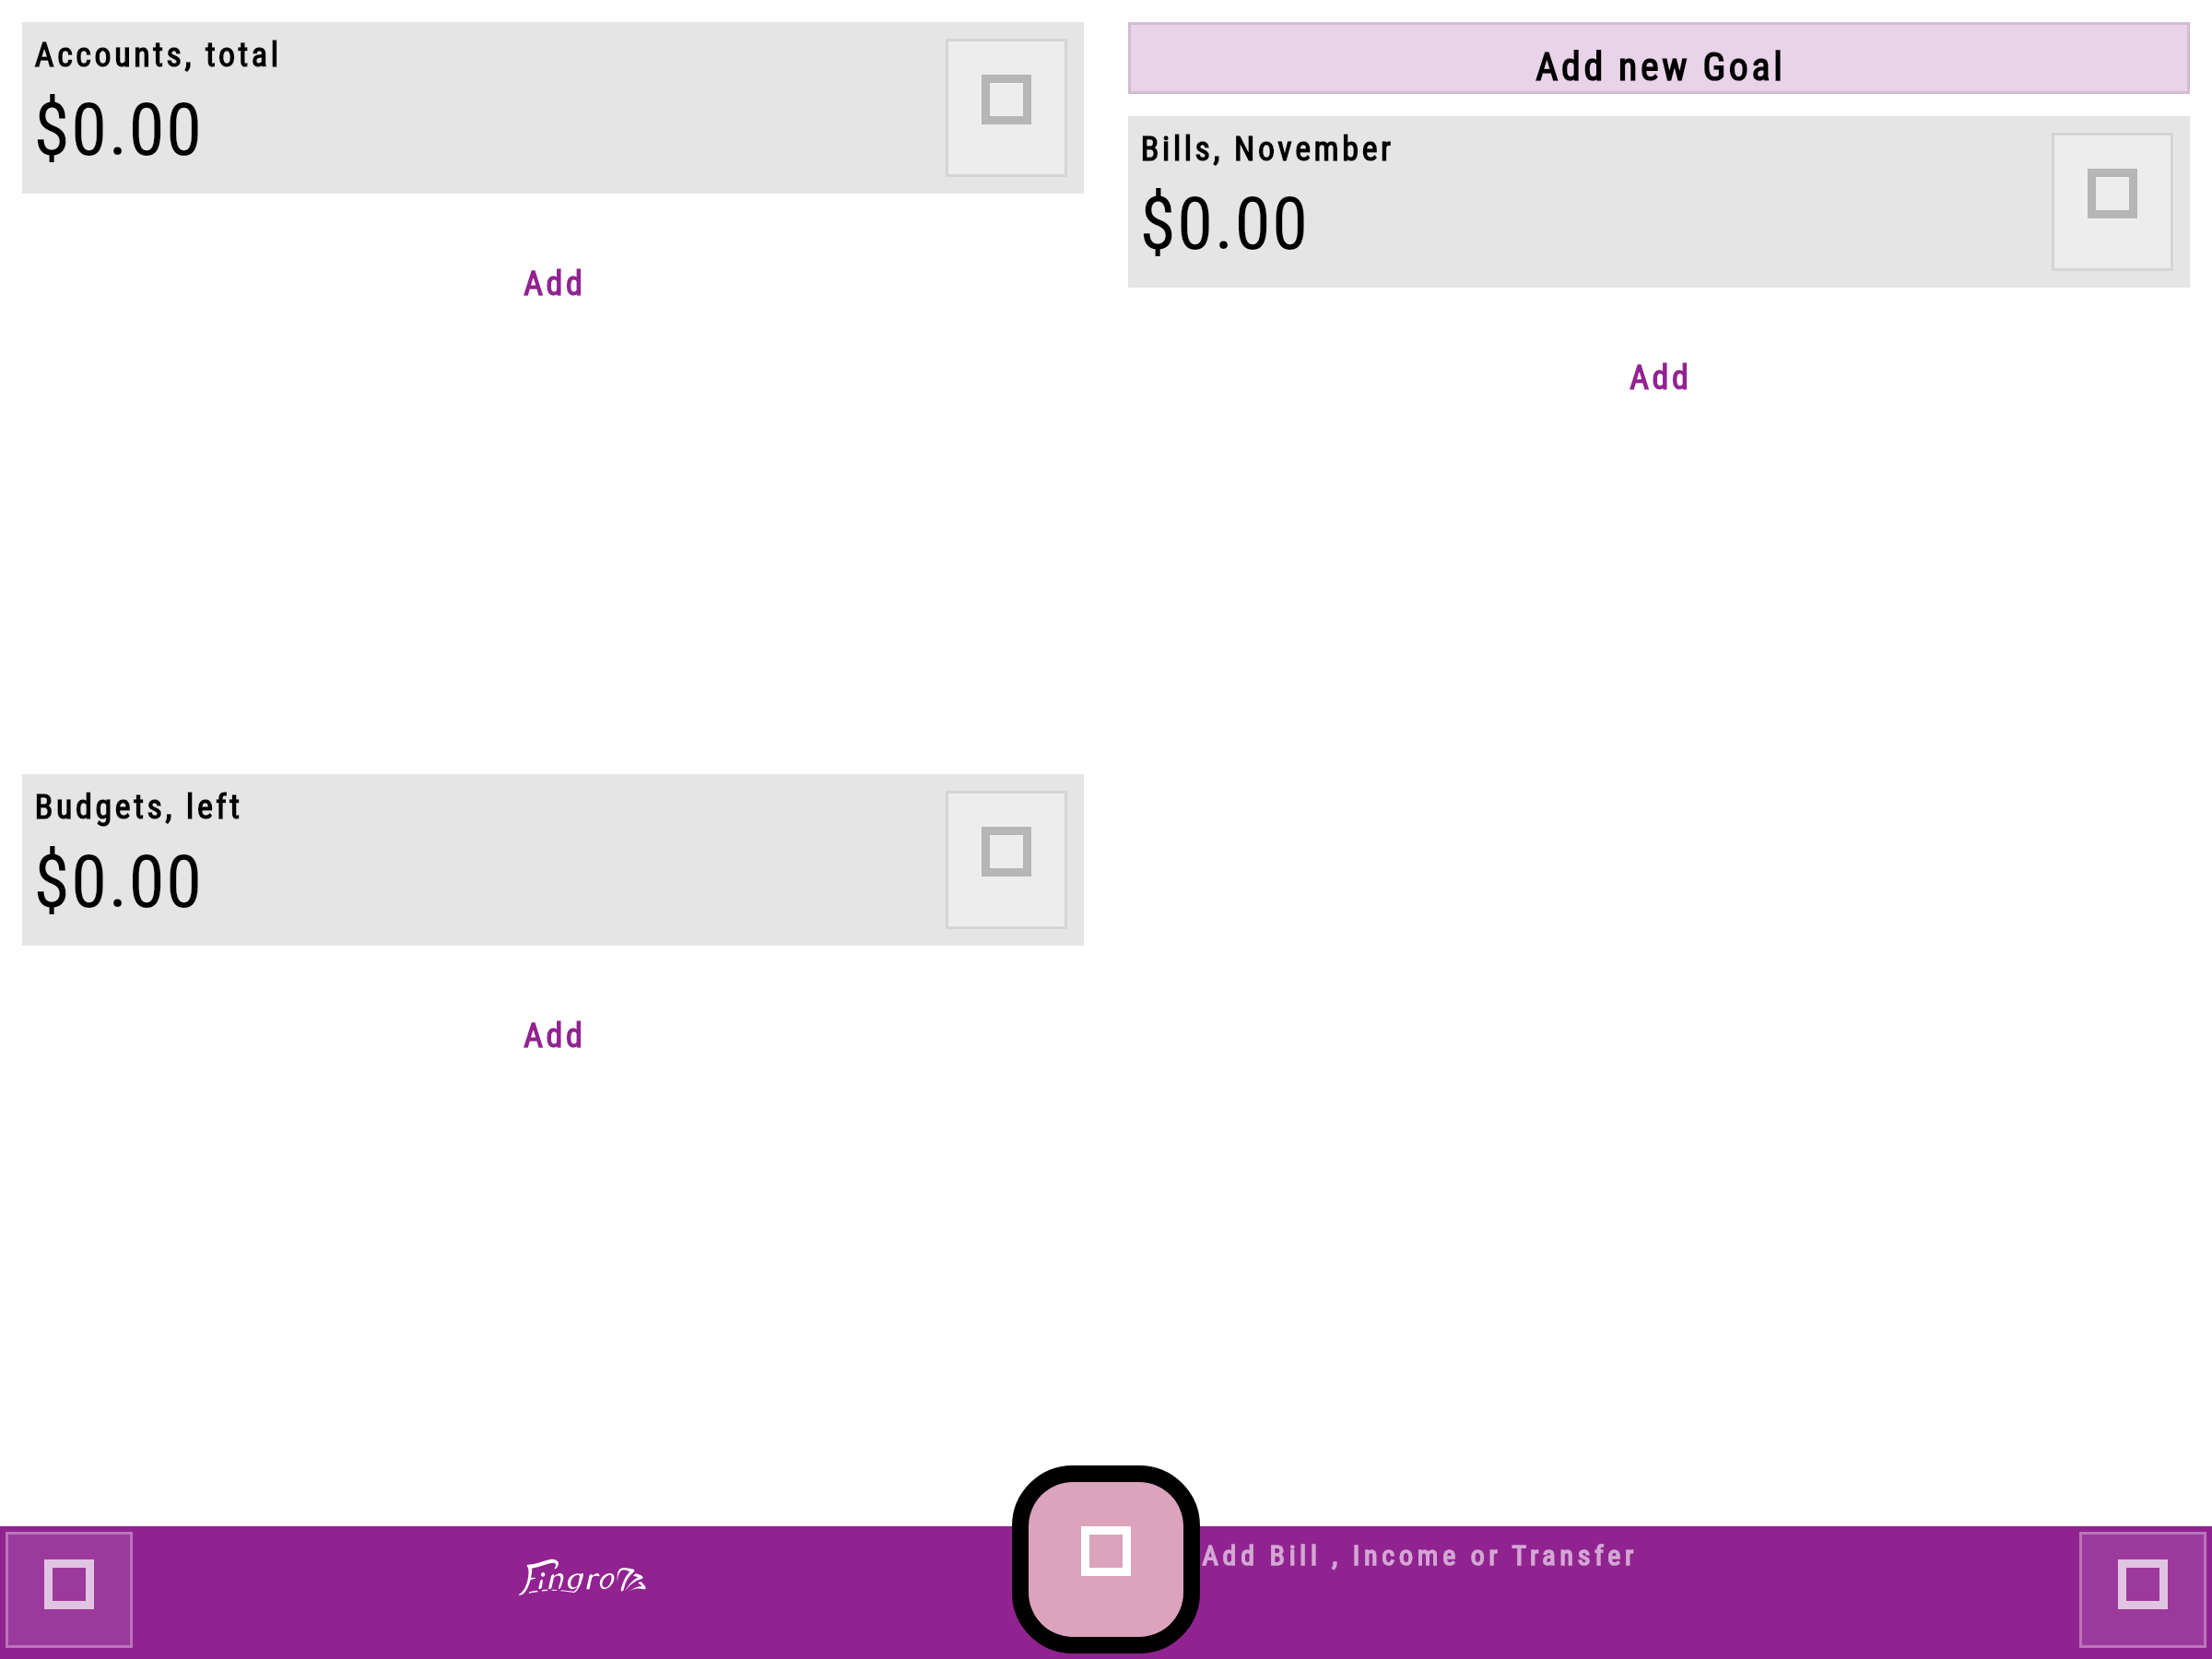 Accounts, total
$0.00
Add
Budgets, left
$0.00
Add
Add new Goal
Bills, November
$0.00
Add
Add Bill , Income or Transfer